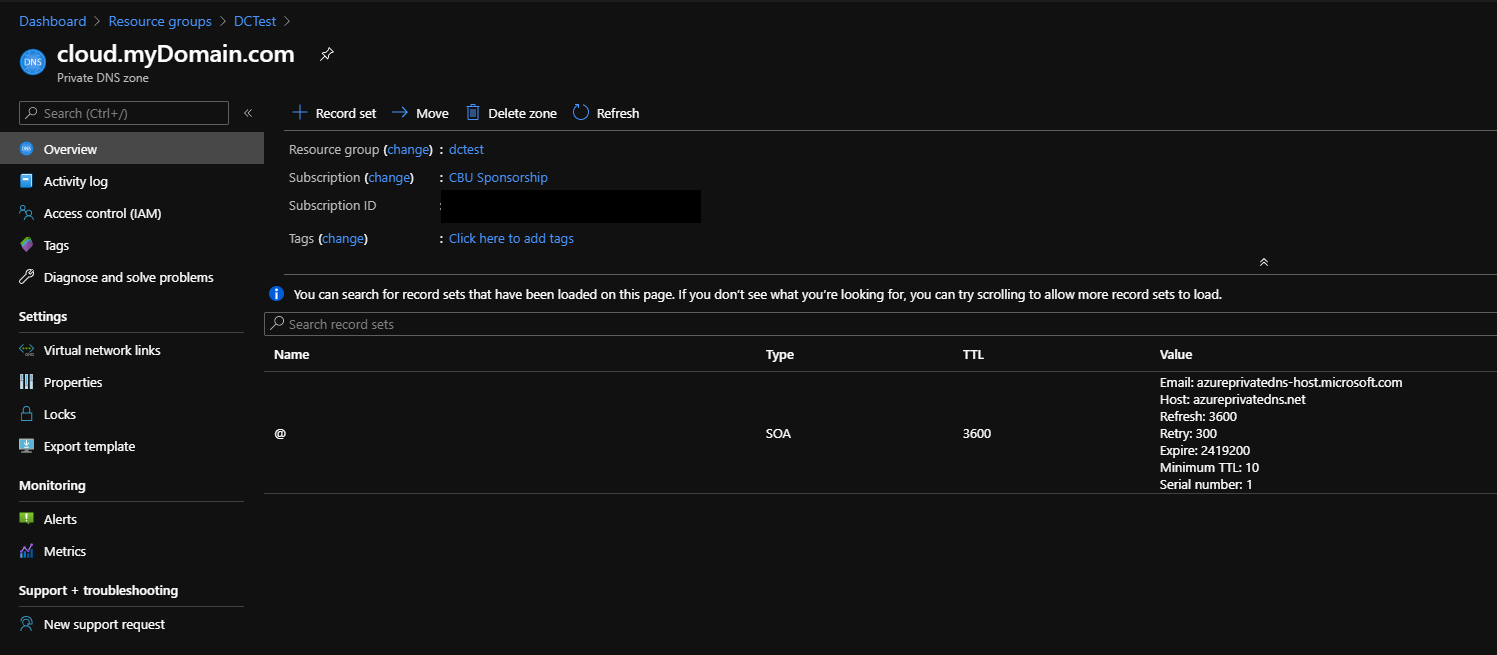 Dashboard > Resource groups > DCTest >
DNS
cloud.myDomain.com
Private DNS zone
Search (Ctrl+/)
«
Record set Move Delete zone Refresh
Overview
Activity log
Access control (IAM)
Tags
Diagnose and solve problems
Settings
Virtual network links
Properties
Locks
Export template
Monitoring
Alerts
Metrics
Support + troubleshooting
New support request
Resource group (change) : dctest
Subscription (change) : CBU Sponsorship
Subscription ID :
Tags (change) : Click here to add tags
You can search for record sets that have been loaded on this page. If you don't see what you're looking for, you can try scrolling to allow more record sets to load.
Search record sets
Name Type TTL Value
@ SOA 3600
Email: azureprivatedns-host.microsoft.com
Host: azureprivatedns.net
Refresh: 3600
Retry: 300
Expire: 2419200
Minimum TTL: 10
Serial number: 1